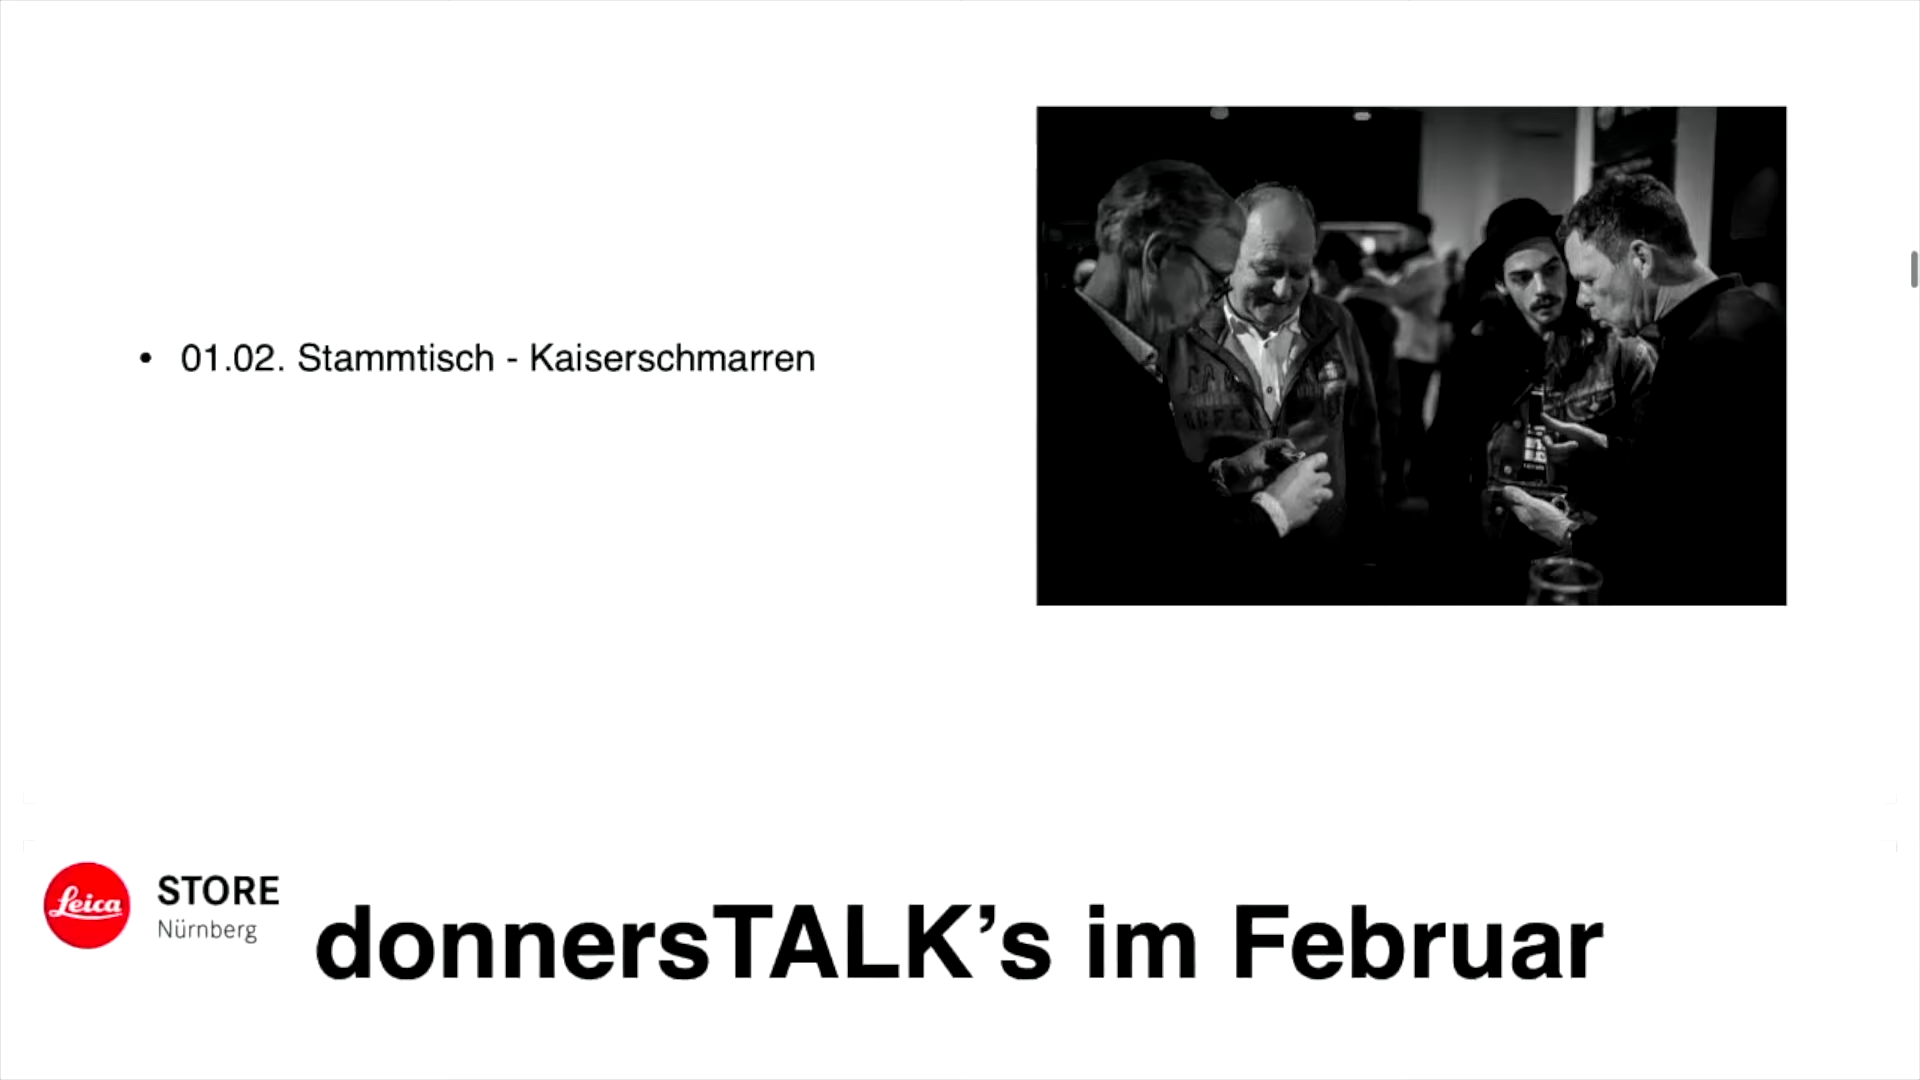 • 01.02. Stammtisch - Kaiserschmarren
Leica
STORE
Nürnberg
donnersTALK’s im Februar